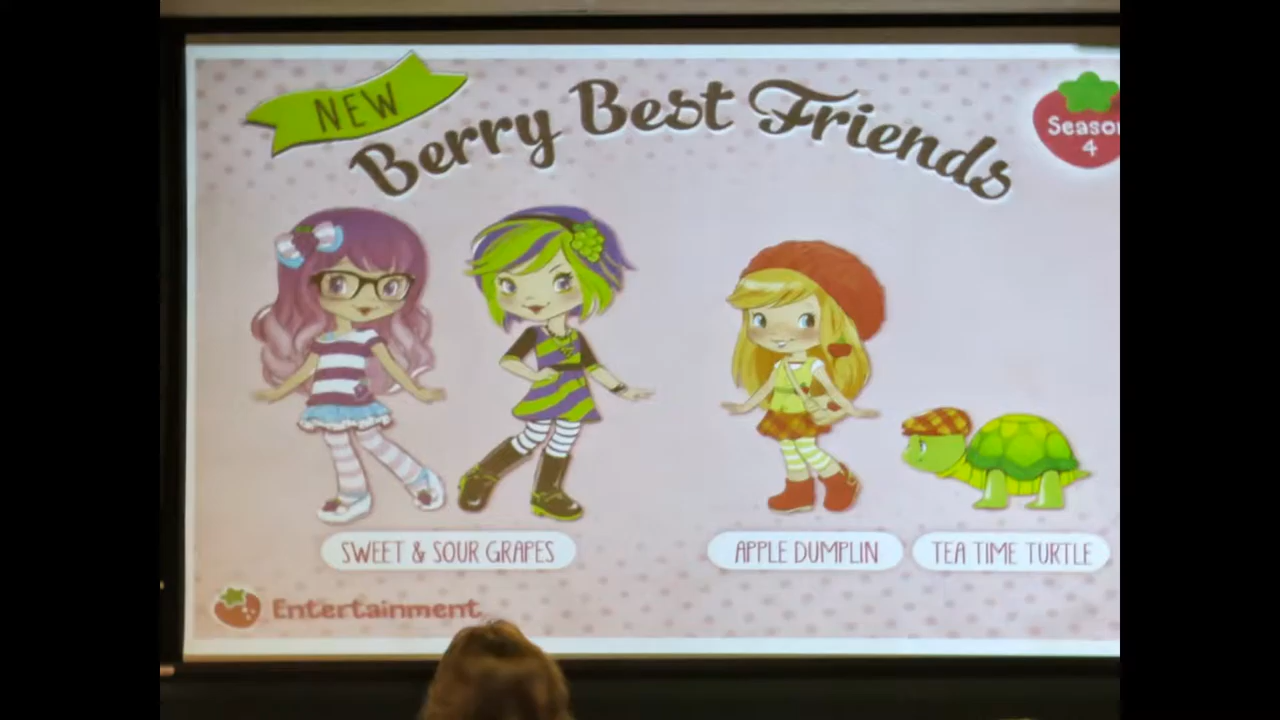 NEW
Berry Best Friends
Season
4
SWEET & SOUR GRAPES
APPLE DUMPLIN
TEA TIME TURTLE
Entertainment